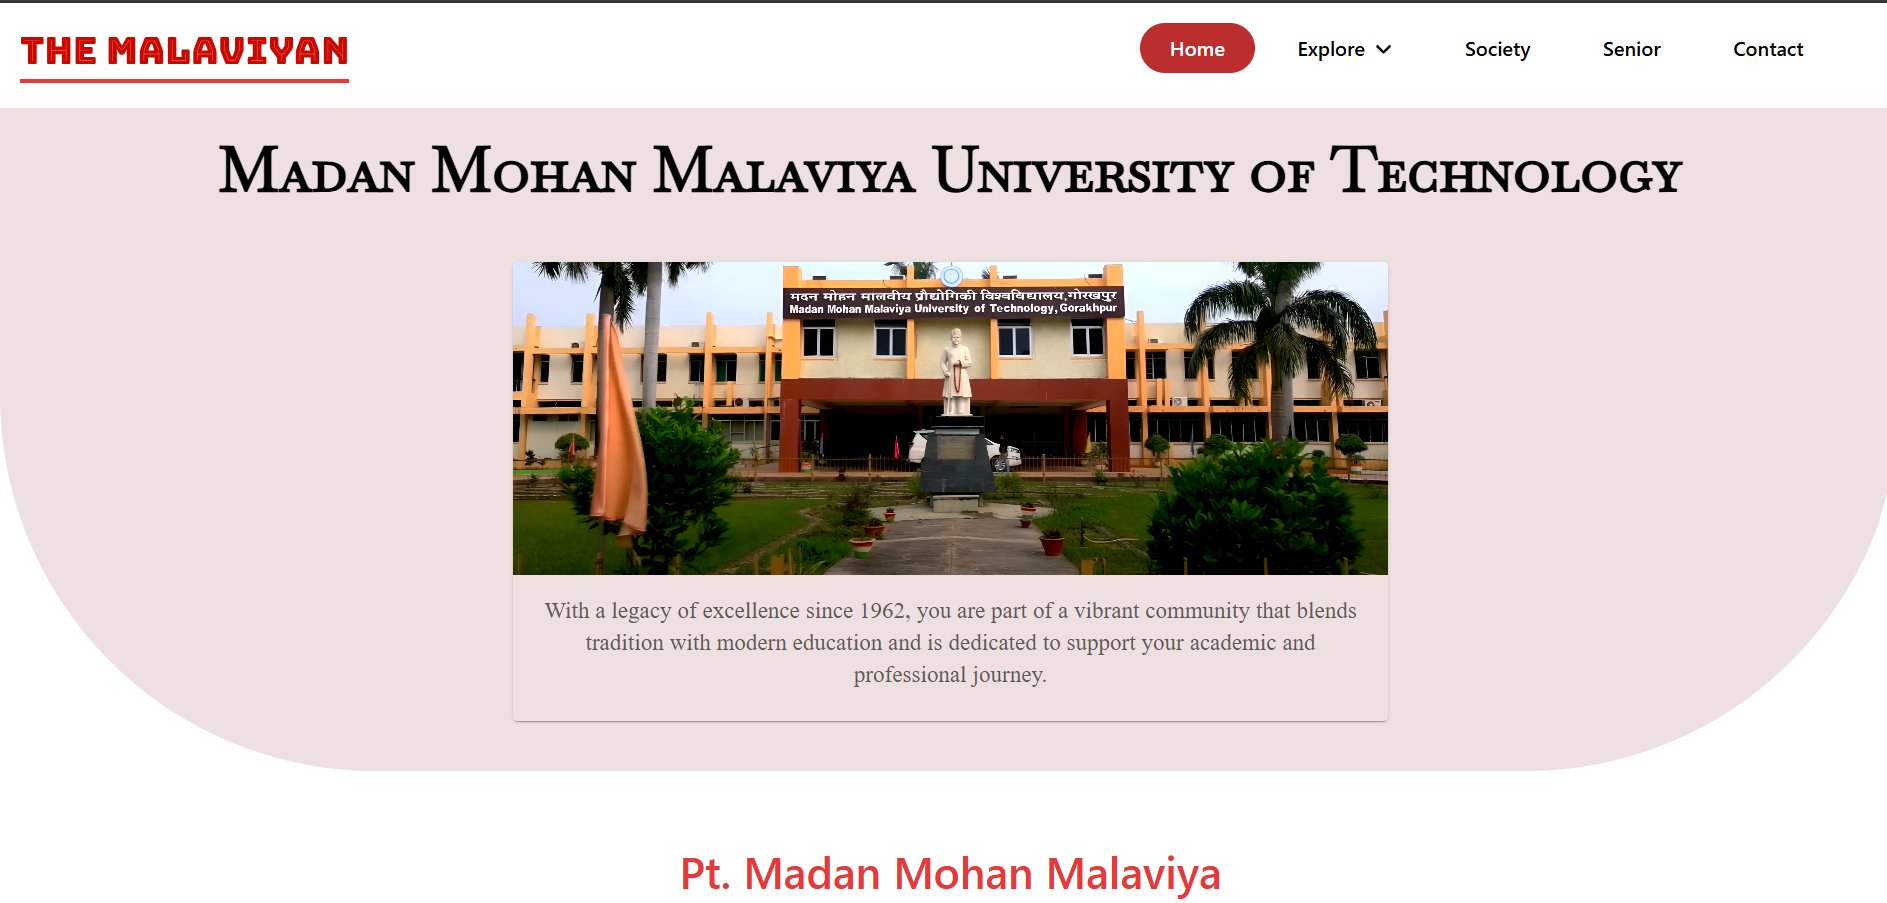 THE MALAVIYAN
Home
Explore
Society
Senior
Contact
Madan Mohan Malaviya University of Technology
मदन मोहन मालवीय प्रौद्योगिकी विश्वविद्यालय,गोरखपुर
Madan Mohan Malaviya University of Technology, Gorakhpur
With a legacy of excellence since 1962, you are part of a vibrant community that blends
tradition with modern education and is dedicated to support your academic and
professional journey.
Pt. Madan Mohan Malaviya